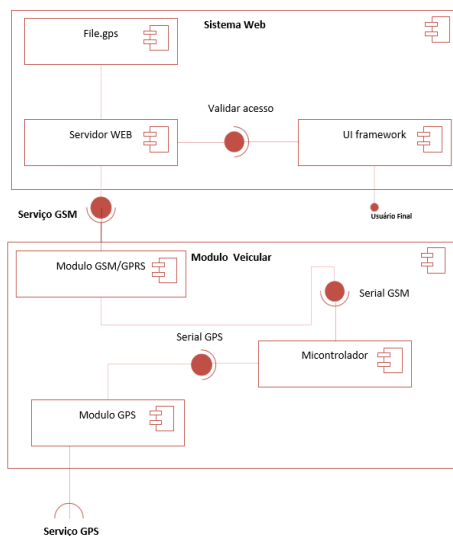 Sistema Web
File.gps
Validar acesso
Servidor WEB
UI framework
Serviço GSM
Usuário Final
Modulo Veicular
Modulo GSM/GPRS
Serial GSM
Serial GPS
Micontrolador
Modulo GPS
Serviço GPS